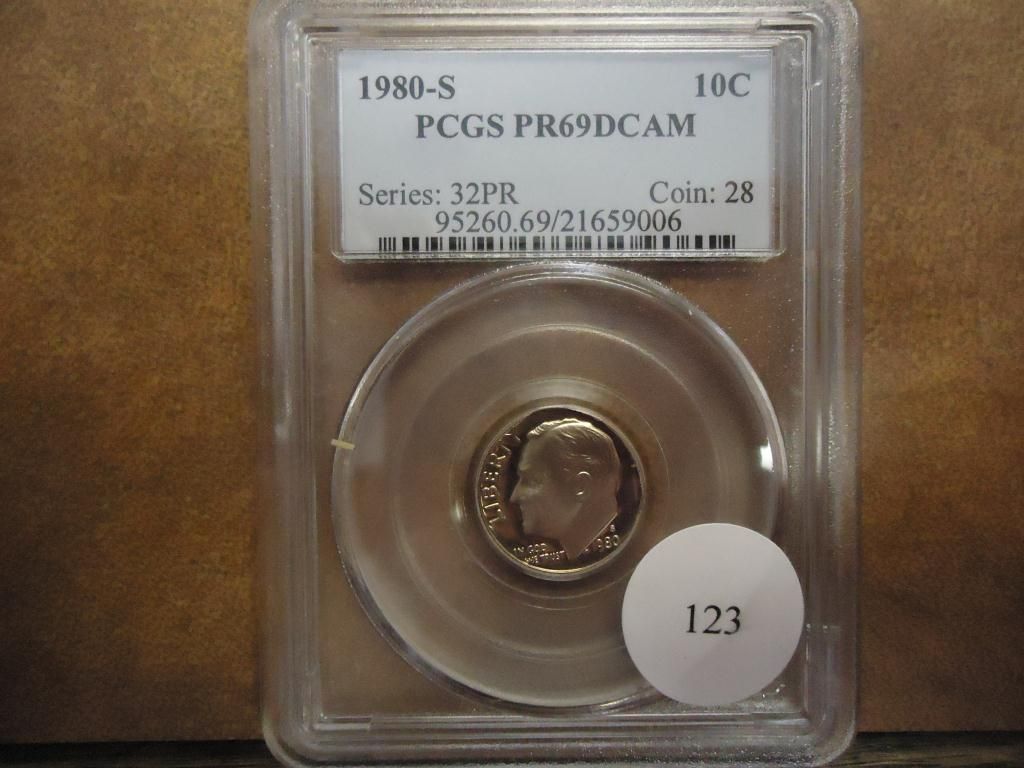 1980-S 10C
PCGS PR69DCAM
Series: 32PR Coin: 28
95260.69/21659006
LIBERTY
IN GOD
WE TRUST
S
1980
123